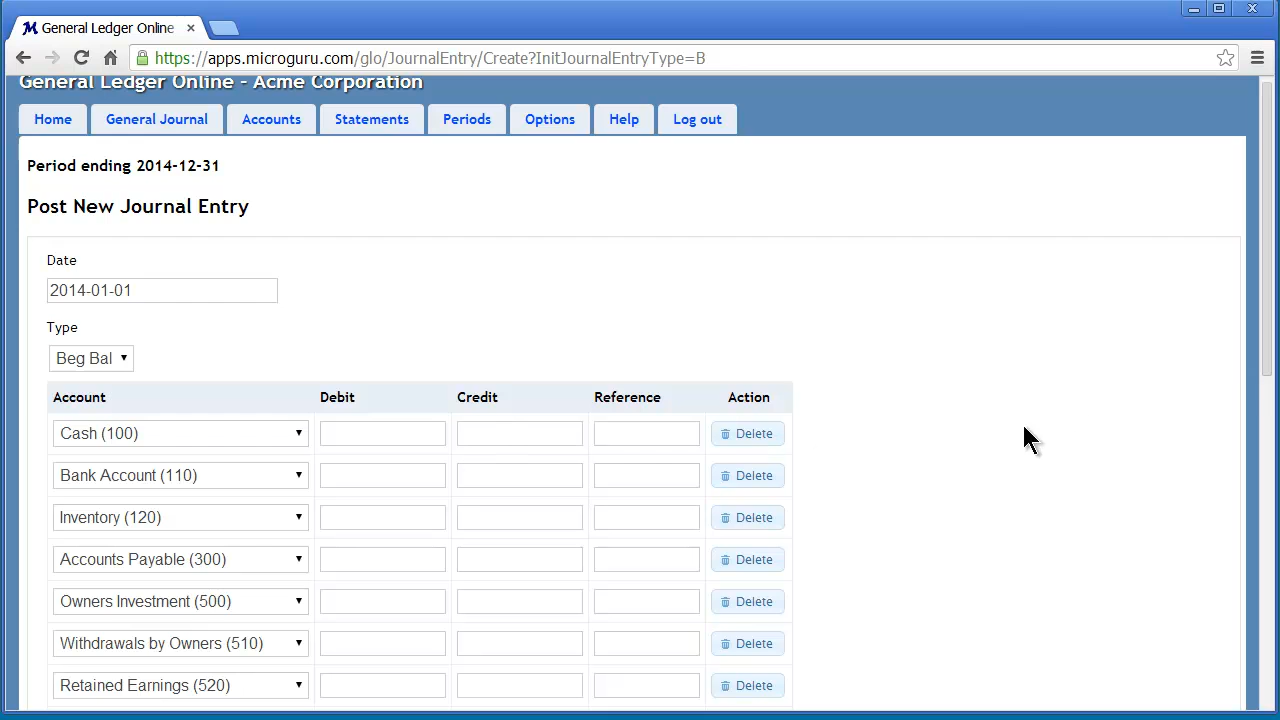 General Ledger Online
https://apps.microguru.com/glo/JournalEntry/Create?InitJournalEntryType=B
General Ledger Online - Acme Corporation
Home General Journal Accounts Statements Periods Options Help Log out
Period ending 2014-12-31
Post New Journal Entry
Date
2014-01-01
Type
Beg Bal
Account Debit Credit Reference Action
Cash (100) Delete
Bank Account (110) Delete
Inventory (120) Delete
Accounts Payable (300) Delete
Owners Investment (500) Delete
Withdrawals by Owners (510) Delete
Retained Earnings (520) Delete